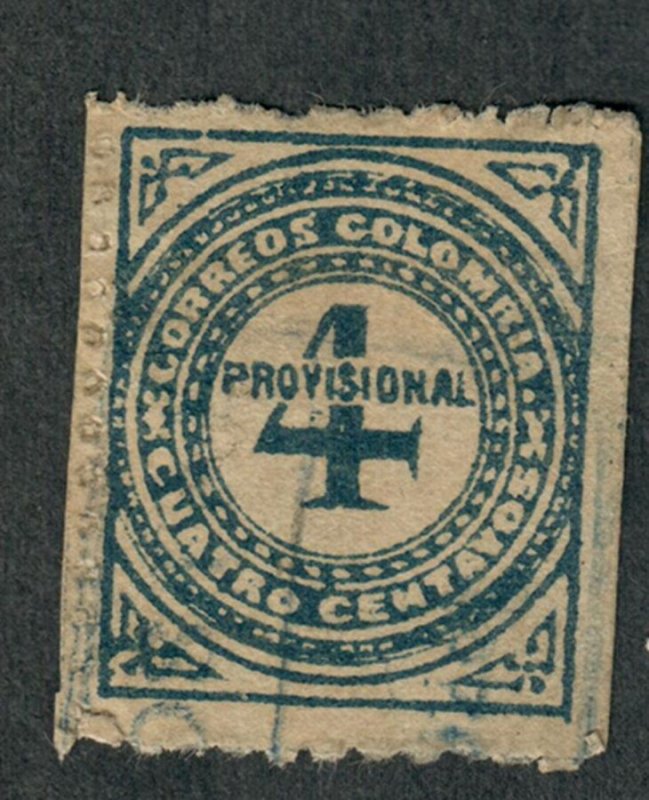 CORREOS COLOMBIA
4
PROVISIONAL
CUATRO CENTAVOS